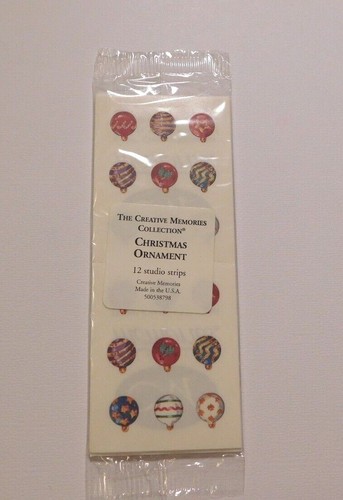 THE CREATIVE MEMORIES
COLLECTION®
CHRISTMAS
ORNAMENT
12 studio strips
Creative Memories
Made in the U.S.A.
500538798